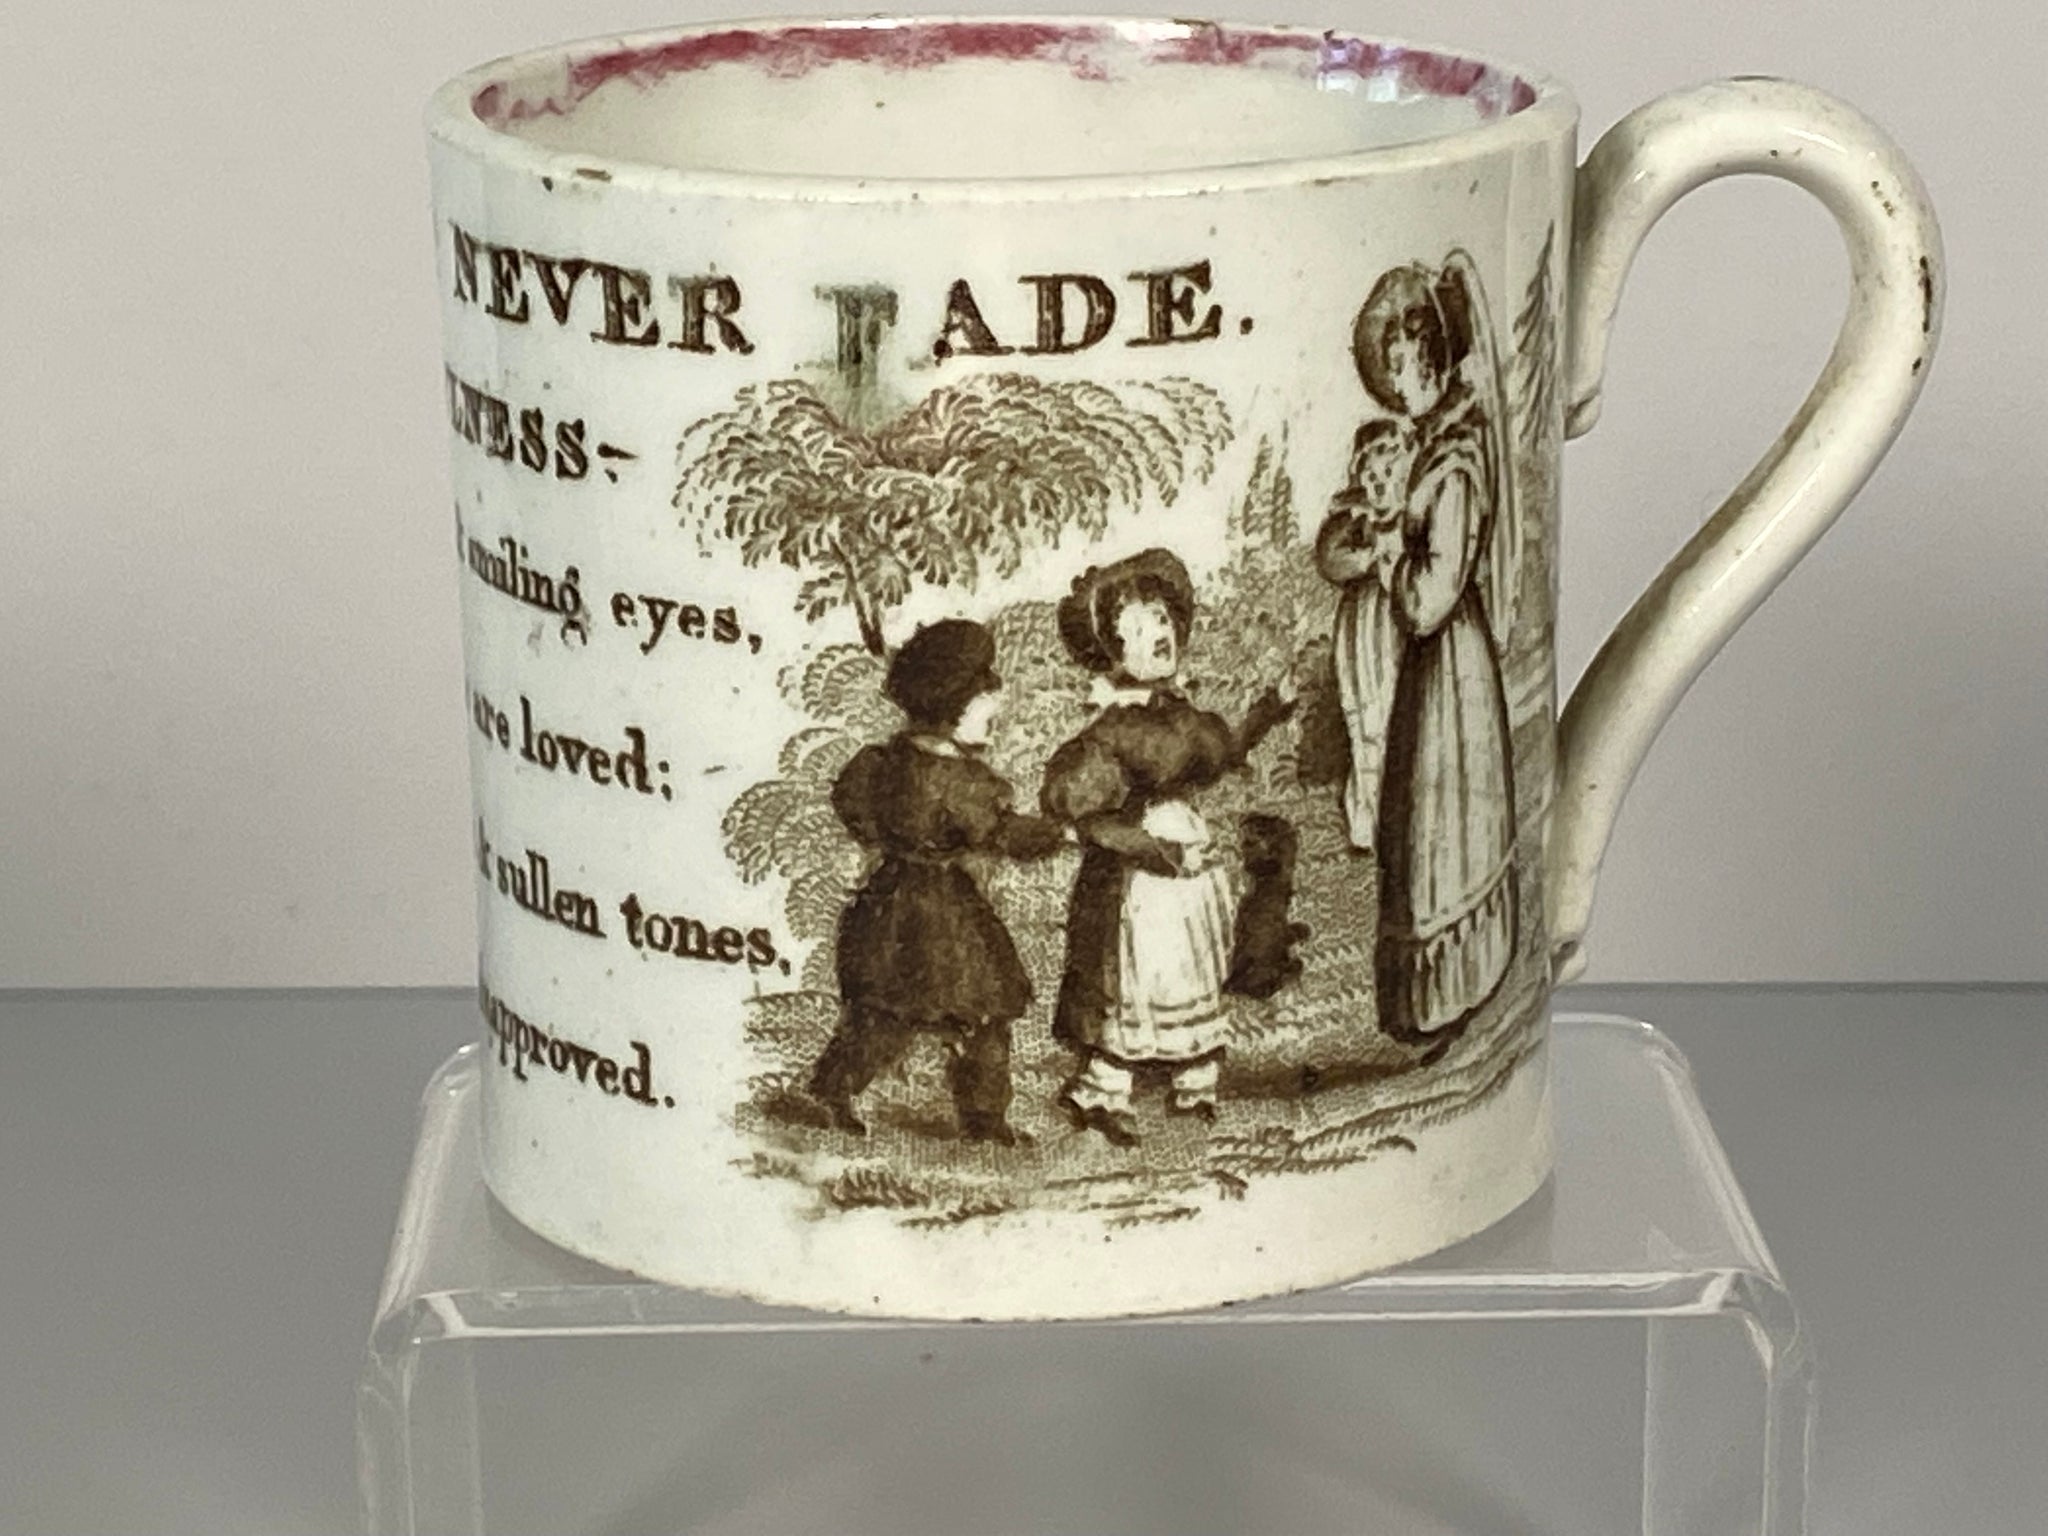 NEVER FADE.
LNESS:-
smiling eyes,
are loved;
sullen tones,
approved.